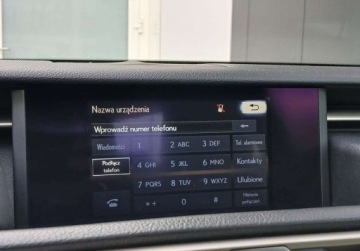 Nazwa urządzenia
Wprowadź numer telefonu
Wiadomości 1 2 ABC 3 DEF Tel. alarmowe
Podłącz telefon 4 GHI 5 JKL 6 MNO Kontakty
7 PQRS 8 TUV 9 WXYZ Ulubione
* + 0 # Historia połączeń